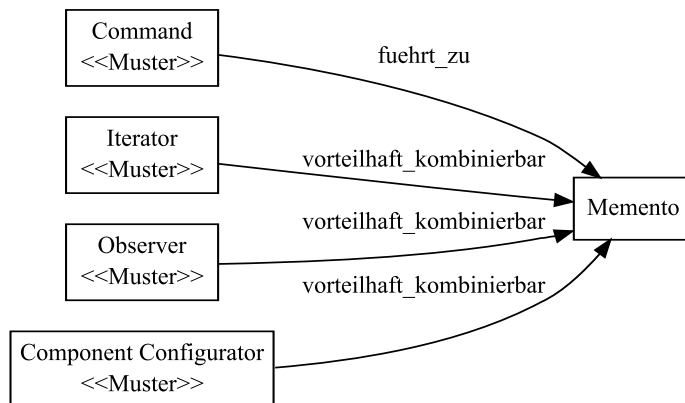 Command
<<Muster>>
fuehrt_zu
Iterator
<<Muster>>
vorteilhaft_kombinierbar
Memento
Observer
<<Muster>>
vorteilhaft_kombinierbar
Component Configurator
<<Muster>>
vorteilhaft_kombinierbar